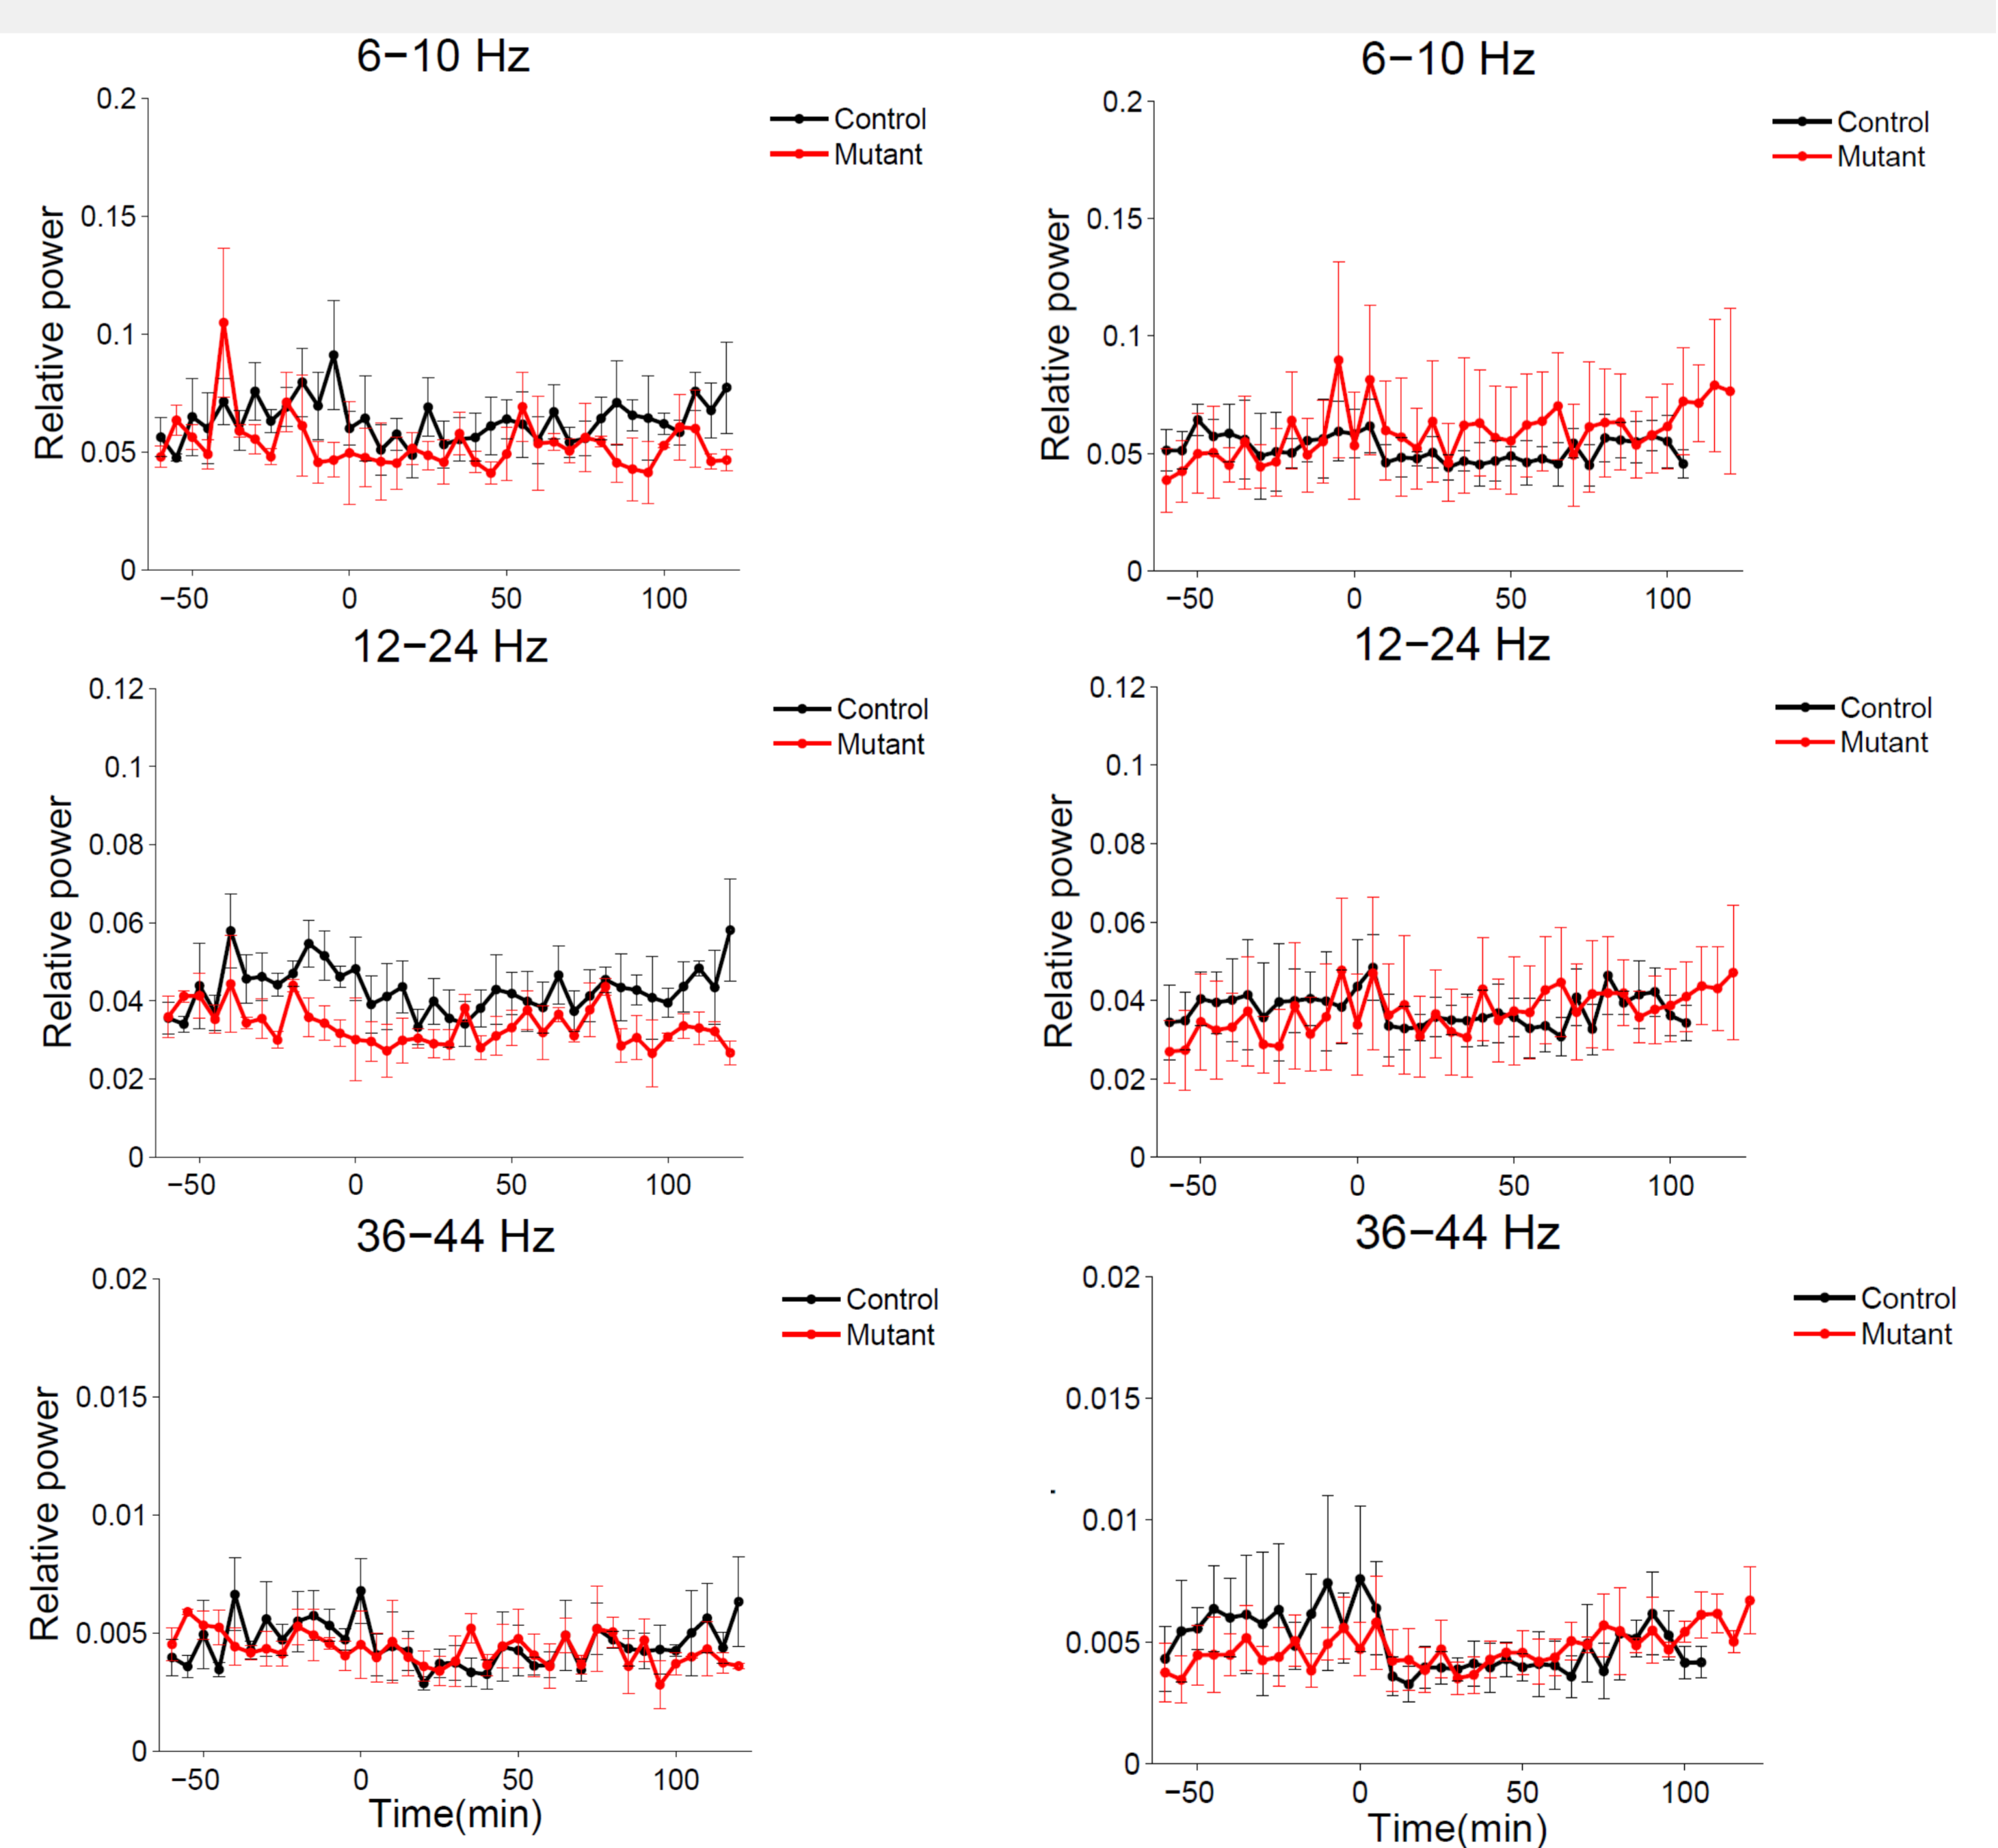 6−10 Hz
0.2
0.15
0.1
0.05
0
Relative power
−50 0 50 100
Control
Mutant
6−10 Hz
0.2
0.15
0.1
0.05
0
Relative power
−50 0 50 100
Control
Mutant
12−24 Hz
0.12
0.1
0.08
0.06
0.04
0.02
0
Relative power
−50 0 50 100
Control
Mutant
12−24 Hz
0.12
0.1
0.08
0.06
0.04
0.02
0
Relative power
−50 0 50 100
Control
Mutant
36−44 Hz
0.02
0.015
0.01
0.005
0
Relative power
−50 0 50 100
Time(min)
Control
Mutant
36−44 Hz
0.02
0.015
0.01
0.005
0
−50 0 50 100
Time(min)
Control
Mutant